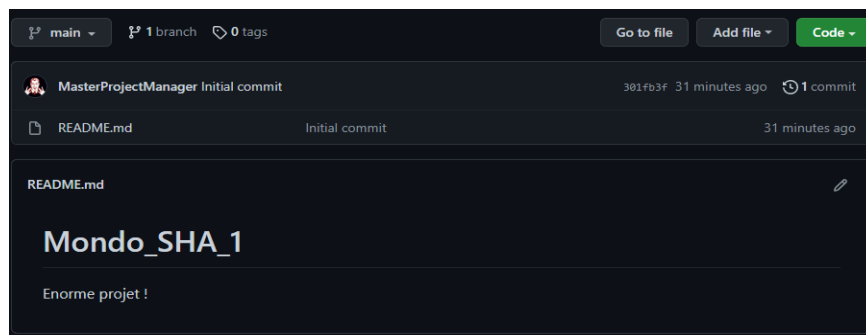 main 1 branch 0 tags Go to file Add file Code
MasterProjectManager Initial commit 301fb3f 31 minutes ago 1 commit
README.md Initial commit 31 minutes ago
README.md
Mondo_SHA_1
Enorme projet !